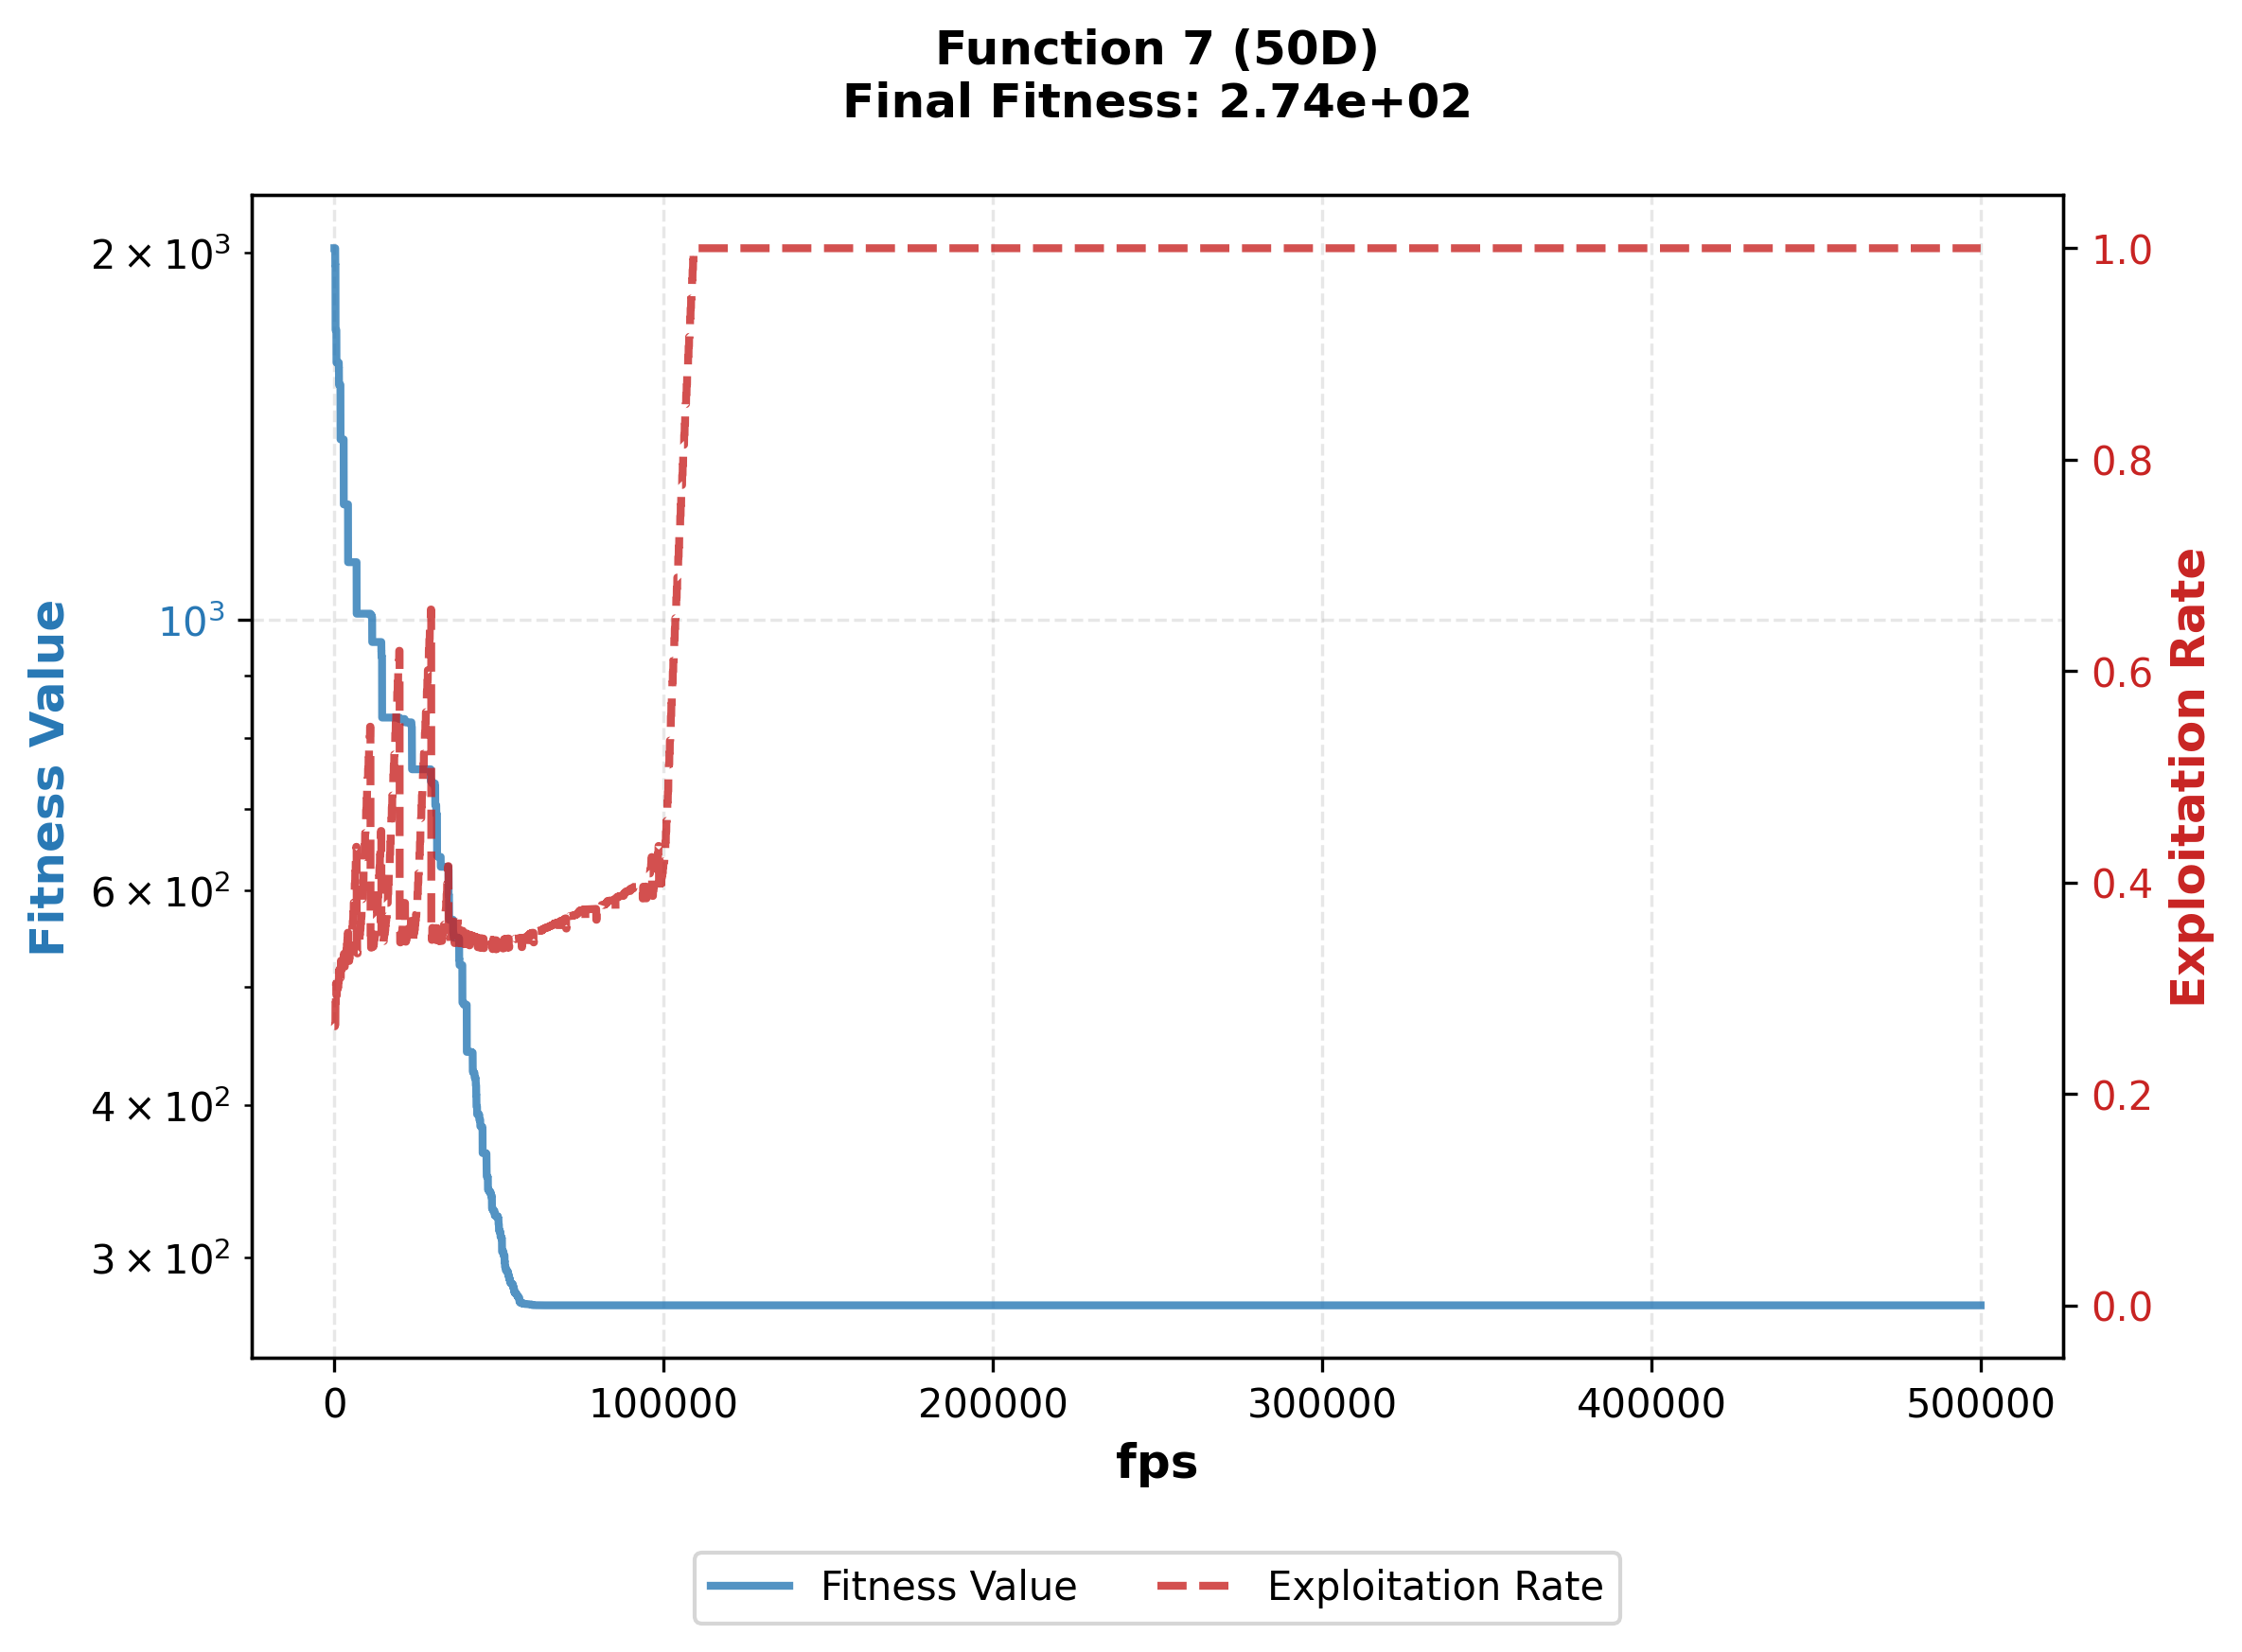 Function 7 (50D)
Final Fitness: 2.74e+02
Fitness Value
2 × 10³
10³
6 × 10²
4 × 10²
3 × 10²
1.0
0.8
0.6
0.4
0.2
0.0
Exploitation Rate
0 100000 200000 300000 400000 500000
fps
Fitness Value Exploitation Rate